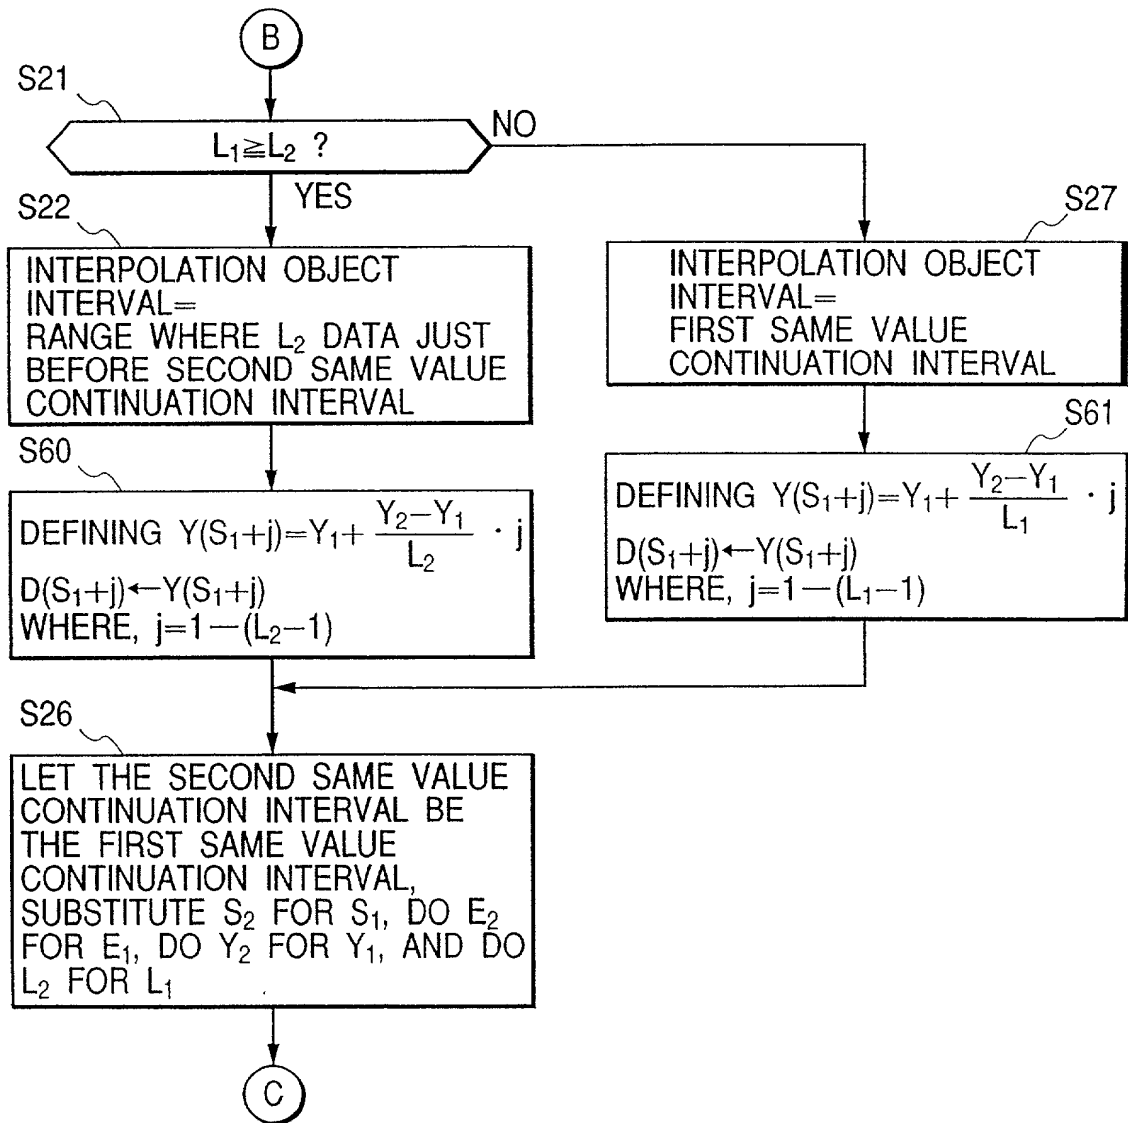 B
S21
L₁≧L₂ ?
NO
YES
S22
INTERPOLATION OBJECT
INTERVAL=
RANGE WHERE L₂ DATA JUST
BEFORE SECOND SAME VALUE
CONTINUATION INTERVAL
S27
INTERPOLATION OBJECT
INTERVAL=
FIRST SAME VALUE
CONTINUATION INTERVAL
S60
DEFINING Y(S₁+j)=Y₁+ (Y₂−Y₁)/L₂ · j
D(S₁+j)←Y(S₁+j)
WHERE, j=1—(L₂−1)
S61
DEFINING Y(S₁+j)=Y₁+ (Y₂−Y₁)/L₁ · j
D(S₁+j)←Y(S₁+j)
WHERE, j=1—(L₁−1)
S26
LET THE SECOND SAME VALUE
CONTINUATION INTERVAL BE
THE FIRST SAME VALUE
CONTINUATION INTERVAL,
SUBSTITUTE S₂ FOR S₁, DO E₂
FOR E₁, DO Y₂ FOR Y₁, AND DO
L₂ FOR L₁
C